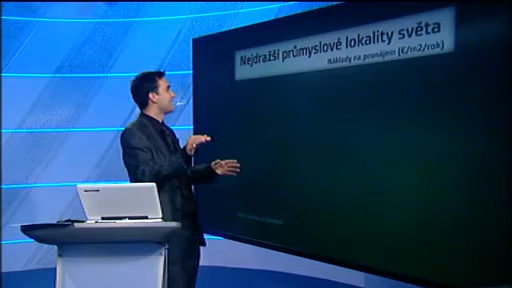 Nejdražší průmyslové lokality světa
Náklady na pronájem (€/m2/rok)